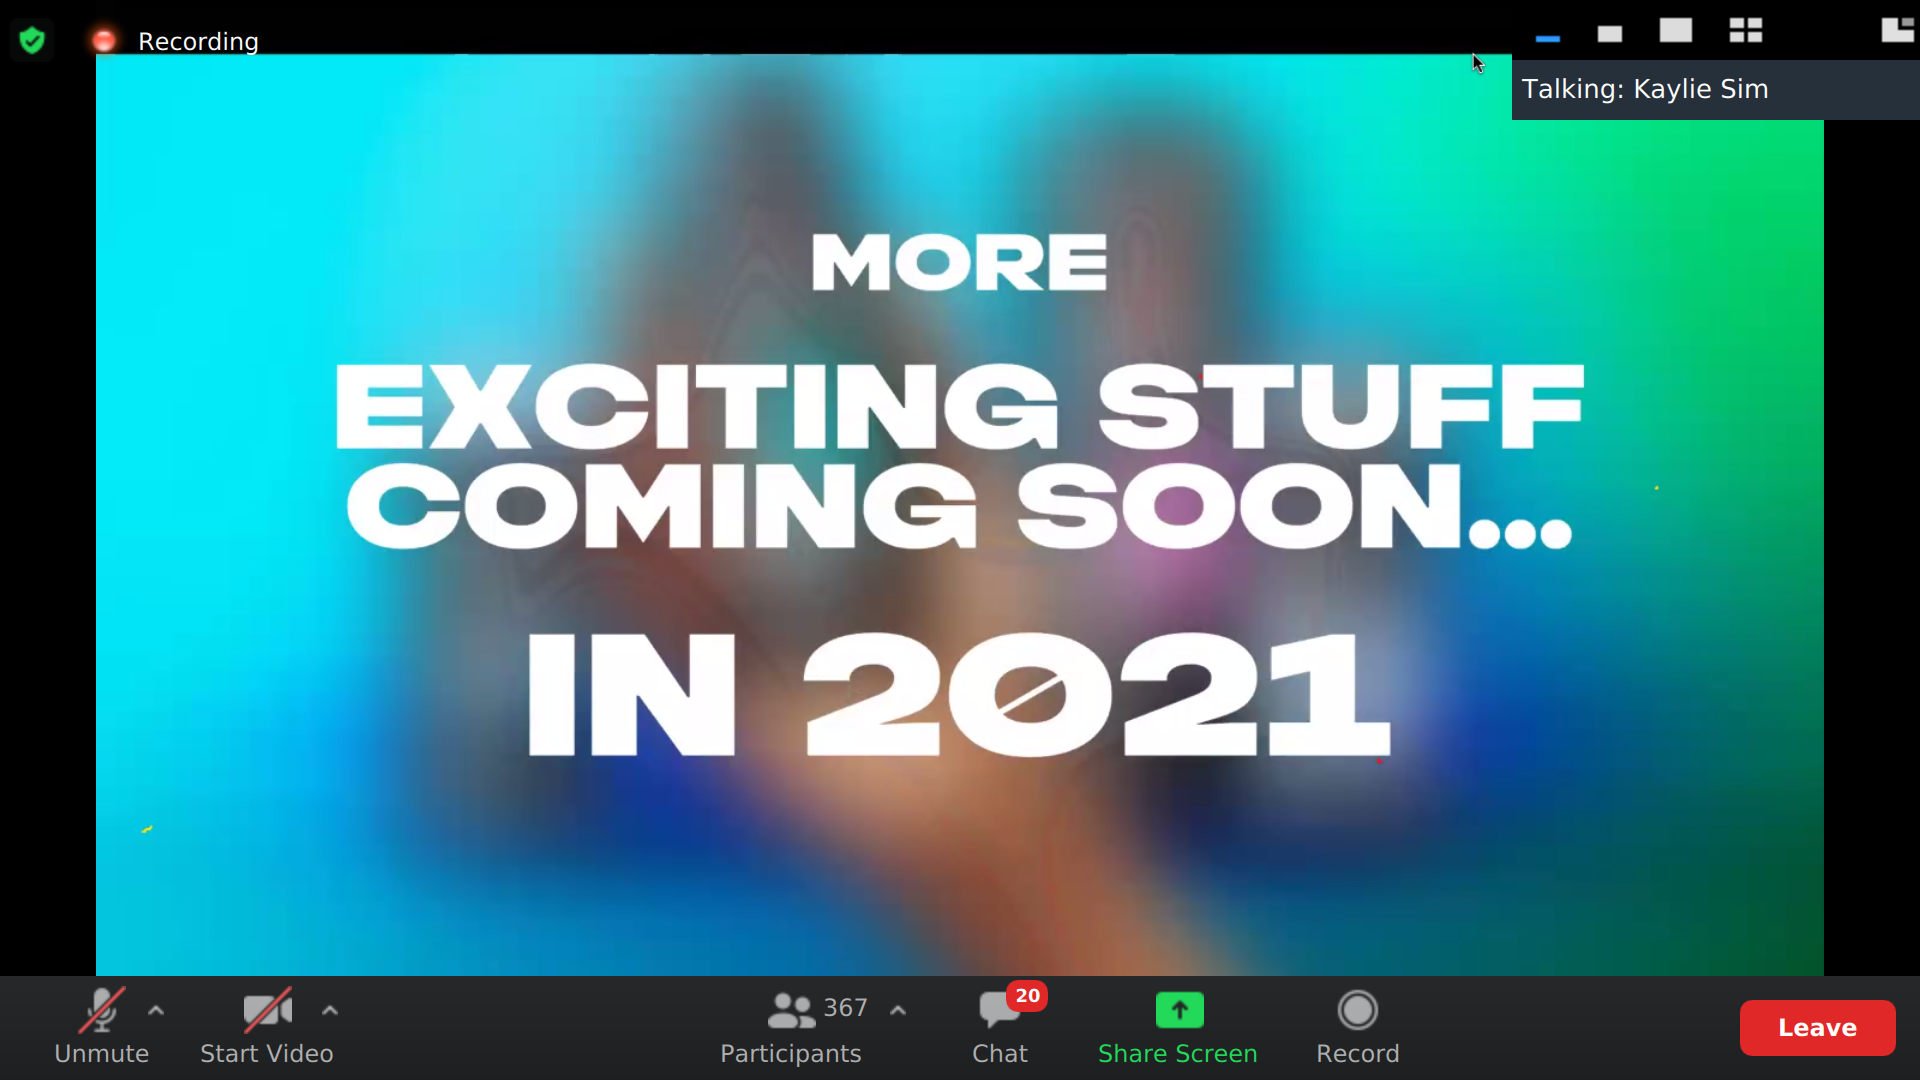 Recording
Talking: Kaylie Sim
MORE
EXCITING STUFF
COMING SOON...
IN 2021
367
20
Unmute
Start Video
Participants
Chat
Share Screen
Record
Leave